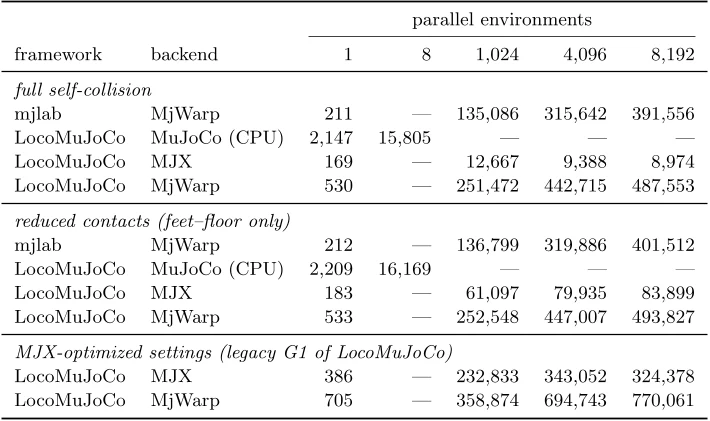 parallel environments
framework backend 1 8 1,024 4,096 8,192
full self-collision
mjlab MjWarp 211 — 135,086 315,642 391,556
LocoMuJoCo MuJoCo (CPU) 2,147 15,805 — — —
LocoMuJoCo MJX 169 — 12,667 9,388 8,974
LocoMuJoCo MjWarp 530 — 251,472 442,715 487,553
reduced contacts (feet–floor only)
mjlab MjWarp 212 — 136,799 319,886 401,512
LocoMuJoCo MuJoCo (CPU) 2,209 16,169 — — —
LocoMuJoCo MJX 183 — 61,097 79,935 83,899
LocoMuJoCo MjWarp 533 — 252,548 447,007 493,827
MJX-optimized settings (legacy G1 of LocoMuJoCo)
LocoMuJoCo MJX 386 — 232,833 343,052 324,378
LocoMuJoCo MjWarp 705 — 358,874 694,743 770,061